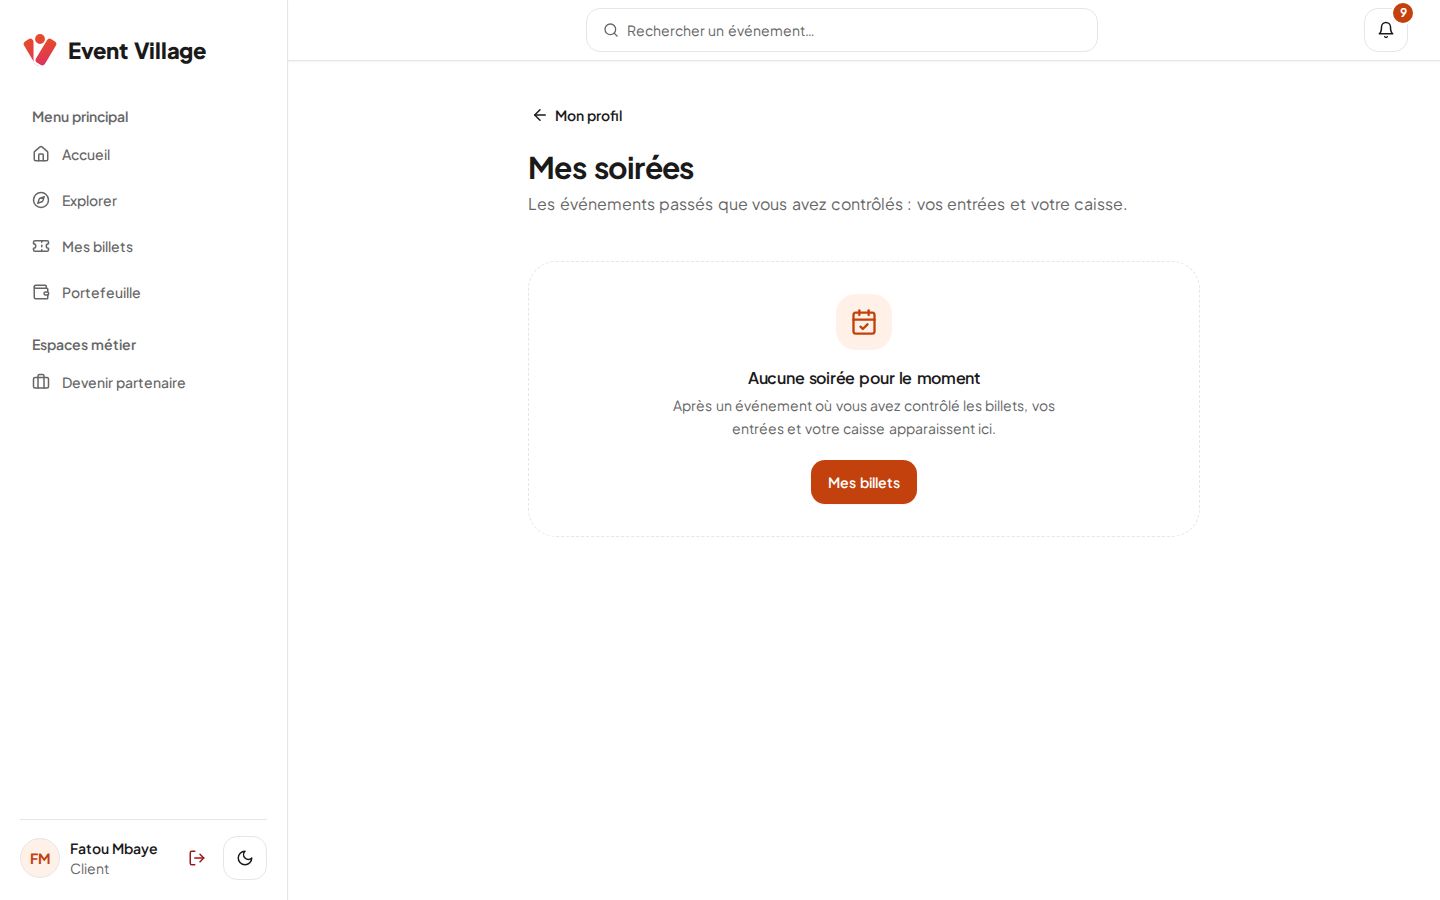 Event Village
Rechercher un événement...
9
Menu principal
Accueil
Explorer
Mes billets
Portefeuille
Espaces métier
Devenir partenaire
Mon profil
Mes soirées
Les événements passés que vous avez contrôlés : vos entrées et votre caisse.
Aucune soirée pour le moment
Après un événement où vous avez contrôlé les billets, vos
entrées et votre caisse apparaissent ici.
Mes billets
FM
Fatou Mbaye
Client